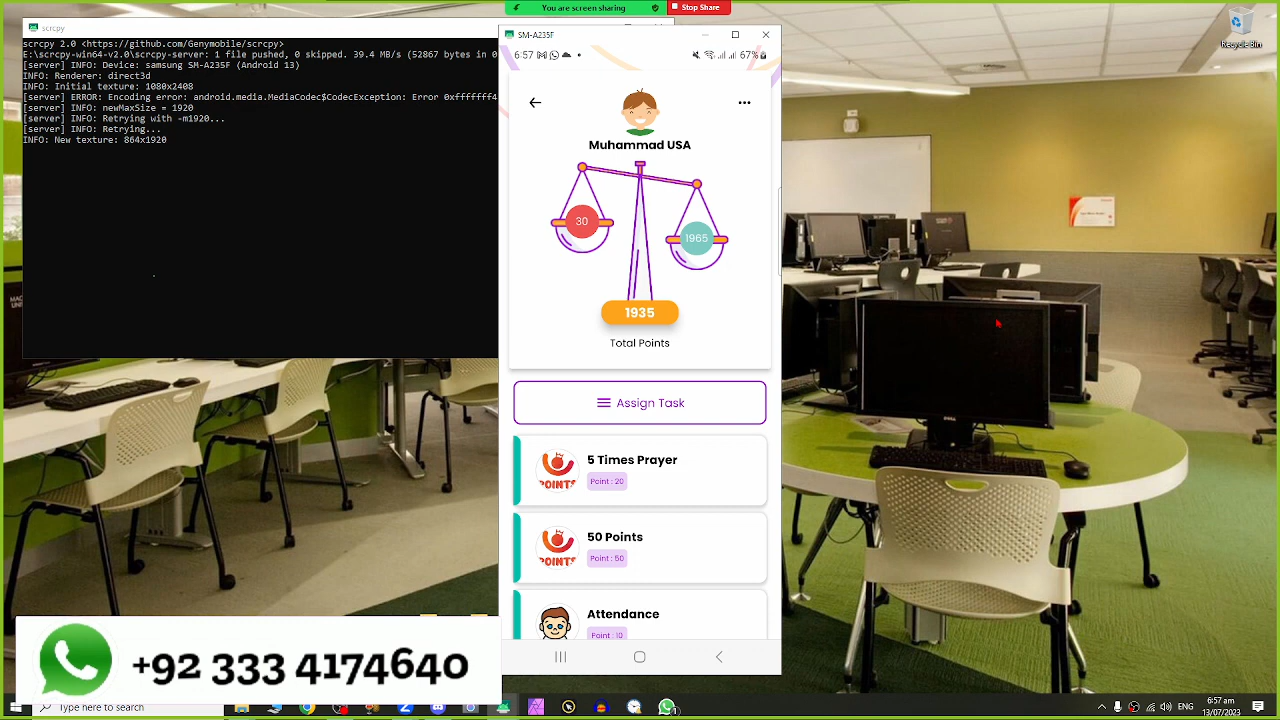 You are screen sharing
Stop Share
scrcpy
scrcpy 2.0 <https://github.com/Genymobile/scrcpy>
E:\scrcpy-win64-v2.0\scrcpy-server: 1 file pushed, 0 skipped. 39.4 MB/s (52867 bytes in 0
INFO: Device: samsung SM-A235F (Android 13)
INFO: Renderer: direct3d
INFO: Initial texture: 1080x2408
[server] ERROR: Encoding error: android.media.MediaCodec$CodecException: Error 0xfffffff4
[server] INFO: newMaxSize = 1920
[server] INFO: Retrying with -m1920...
[server] INFO: Retrying...
INFO: New texture: 864x1920
SM-A235F
6:57
67%
Muhammad USA
30
1965
1935
Total Points
Assign Task
5 Times Prayer
POINTS
Point : 20
50 Points
POINTS
Point : 50
Attendance
Point : 10
Recycle Bin
DELL
+92 333 4174640
Type here to search
6:57 am
13/07/2023